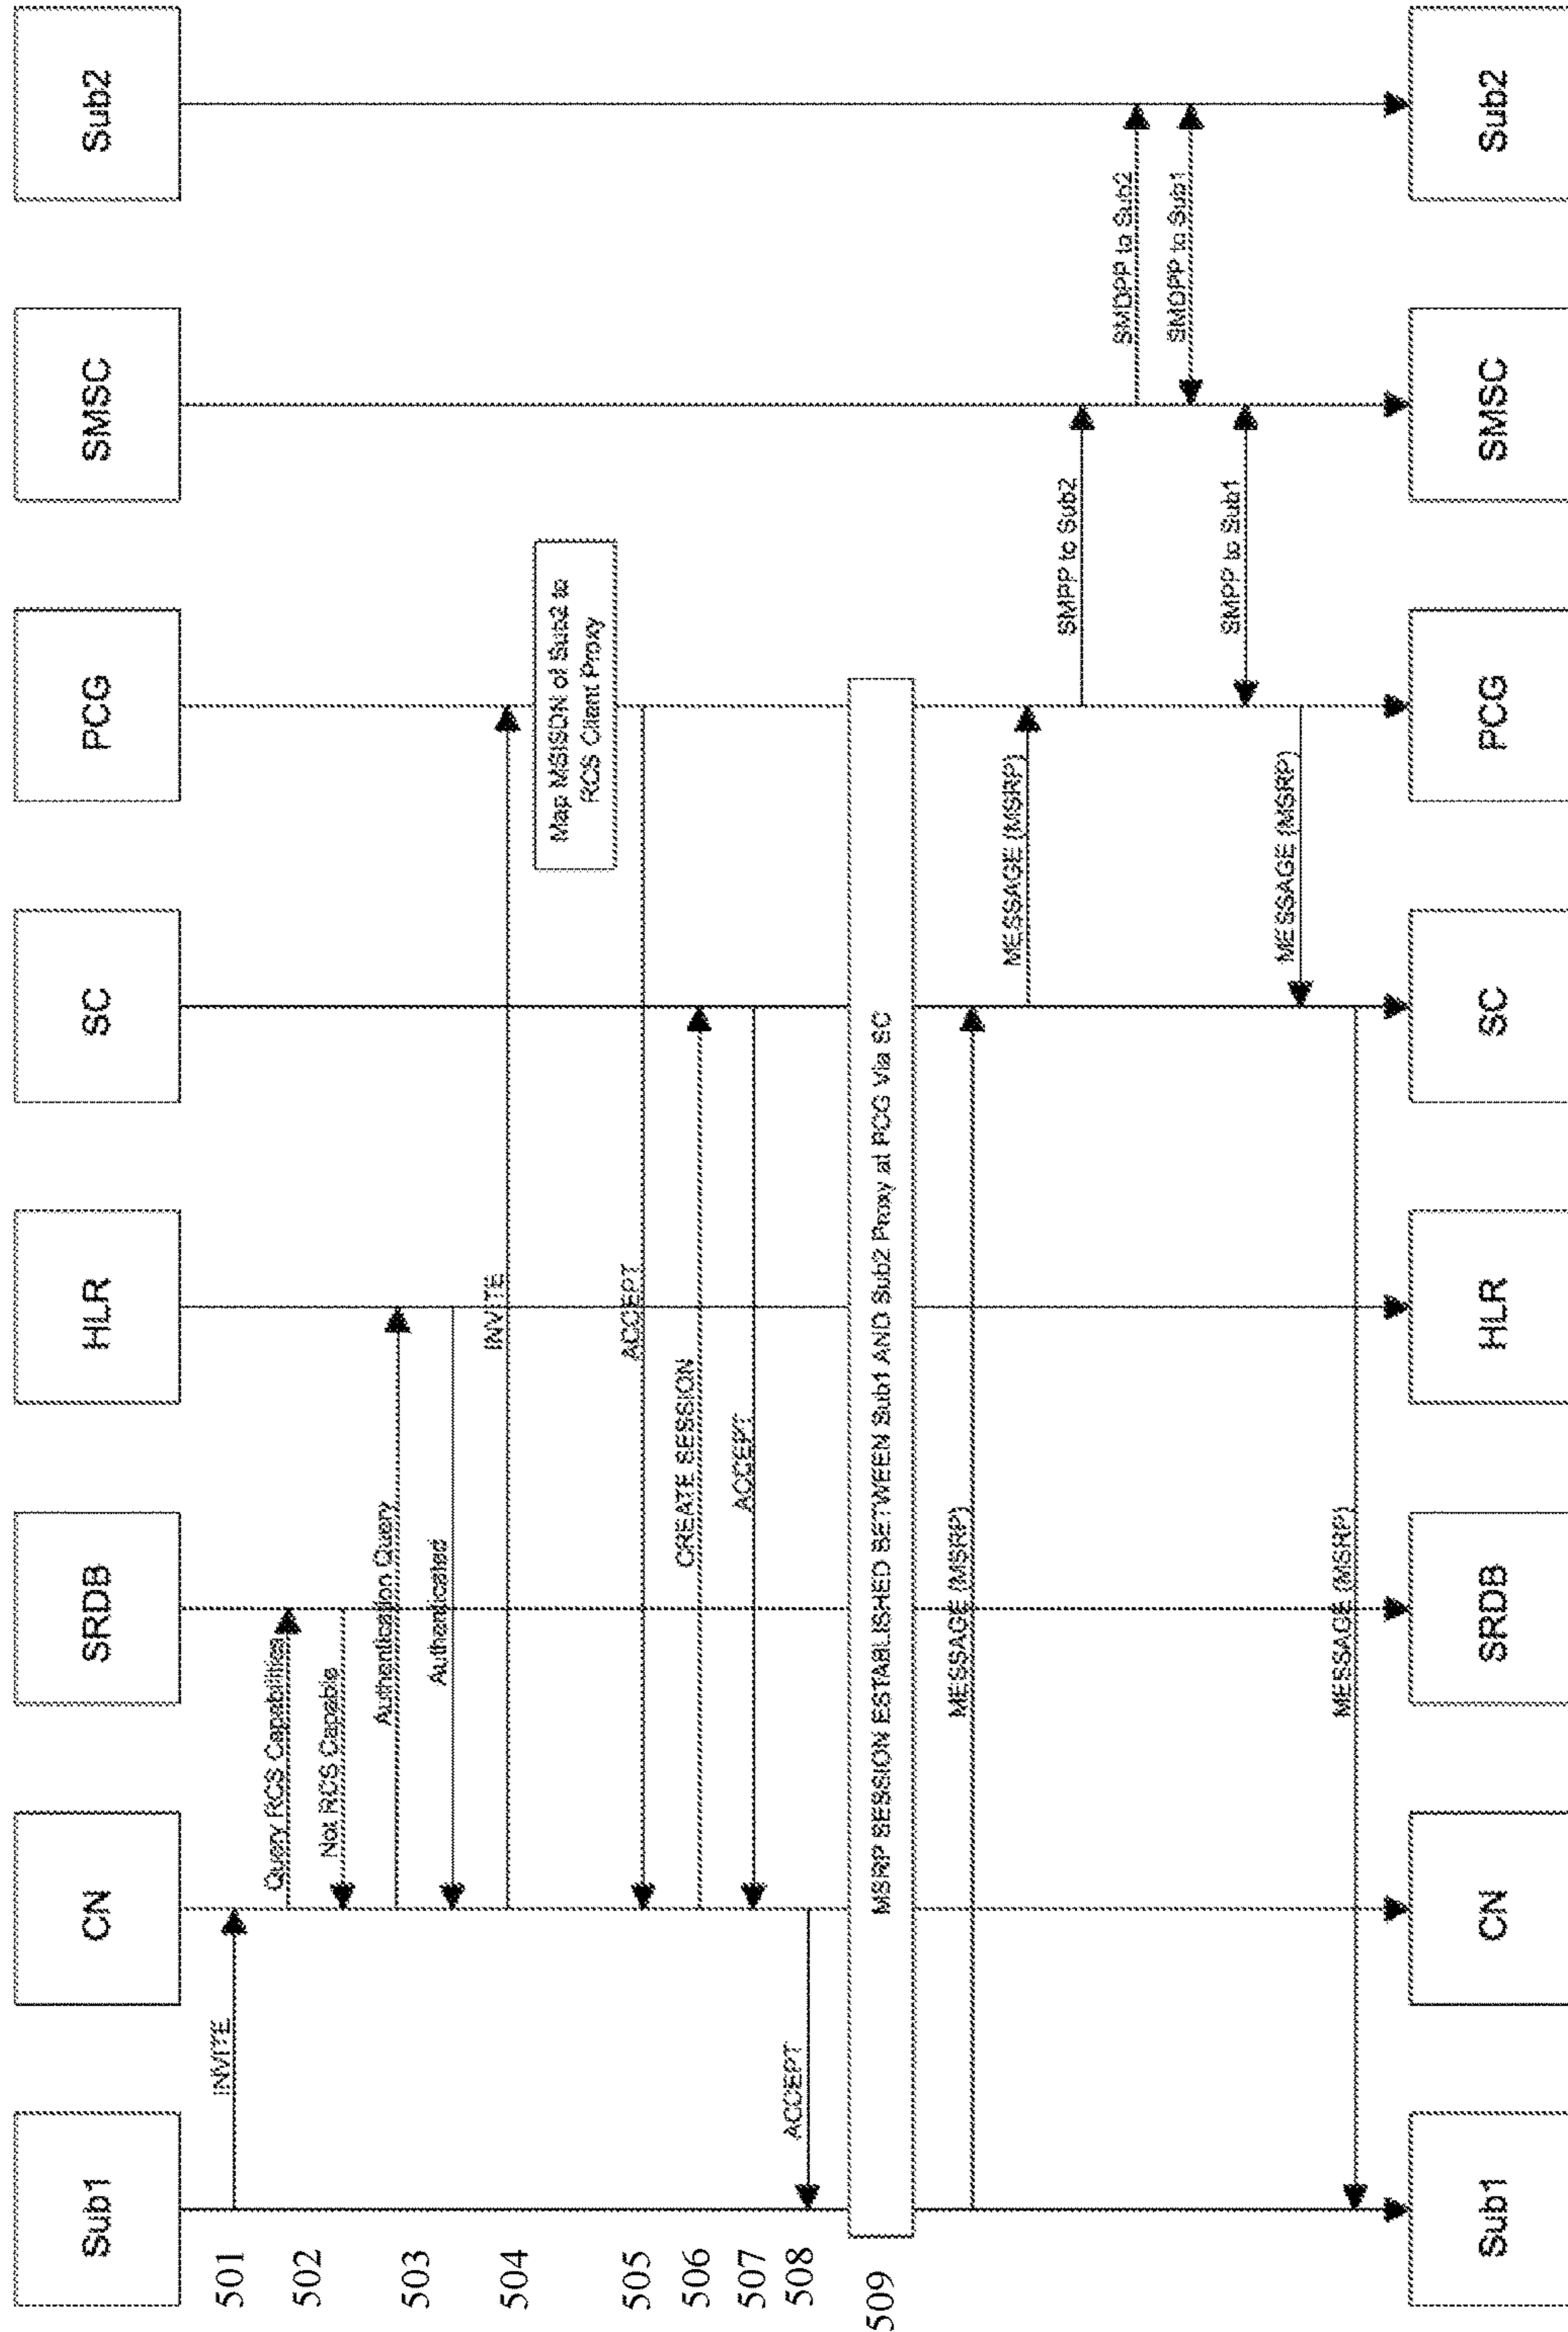 Sub1
CN
SRDB
HLR
SC
PCG
SMSC
Sub2
501
INVITE
502
Query RCS Capabilities
Not RCS Capable
503
Authentication Query
Authenticated
504
INVITE
Map MSISDN of Sub2 to
RCS Client Proxy
505
ACCEPT
506
CREATE SESSION
507
ACCEPT
508
ACCEPT
509
MSRP SESSION ESTABLISHED BETWEEN Sub1 AND Sub2 Proxy at PCG Via SC
MESSAGE (MSRP)
MESSAGE (MSRP)
SMPP to Sub2
SMDPP to Sub2
SMDPP to Sub1
SMPP to Sub1
MESSAGE (MSRP)
MESSAGE (MSRP)
Sub1
CN
SRDB
HLR
SC
PCG
SMSC
Sub2